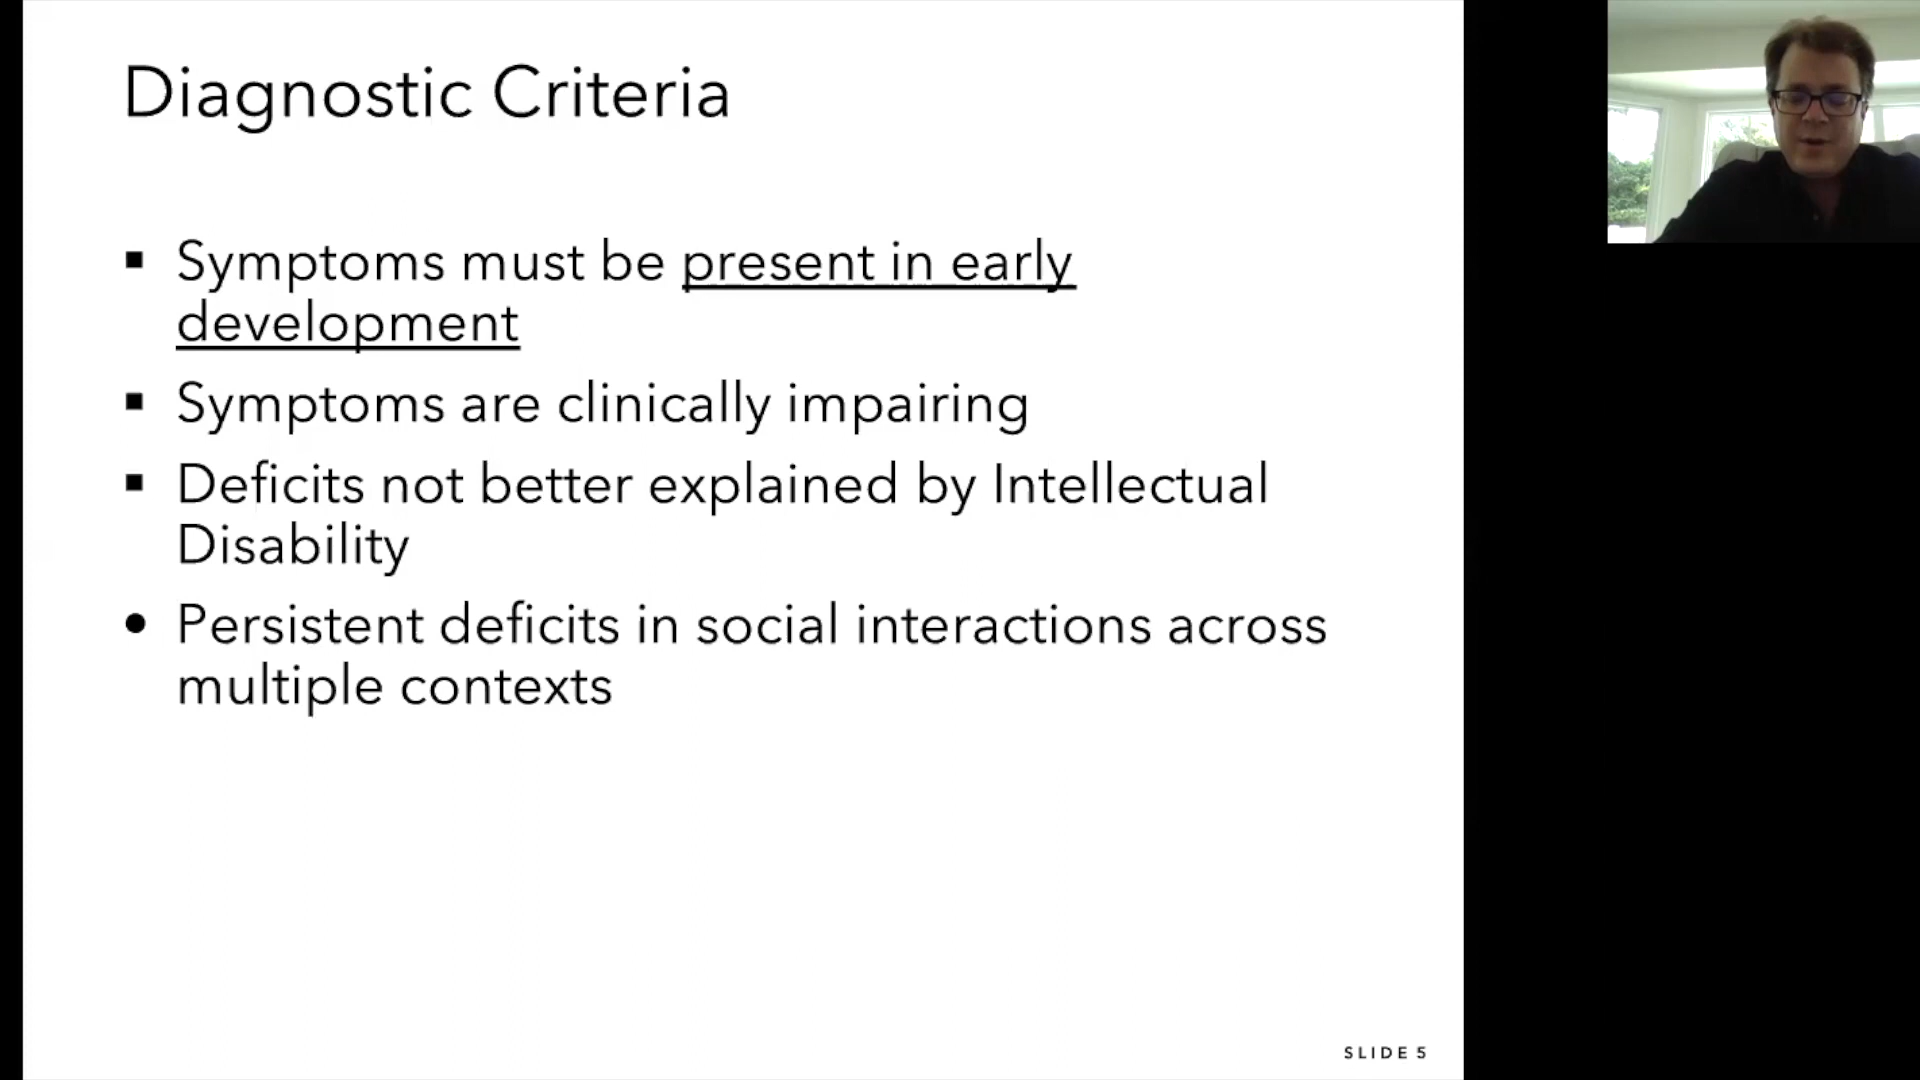 Diagnostic Criteria
▪ Symptoms must be present in early
development
▪ Symptoms are clinically impairing
▪ Deficits not better explained by Intellectual
Disability
• Persistent deficits in social interactions across
multiple contexts
SLIDE 5